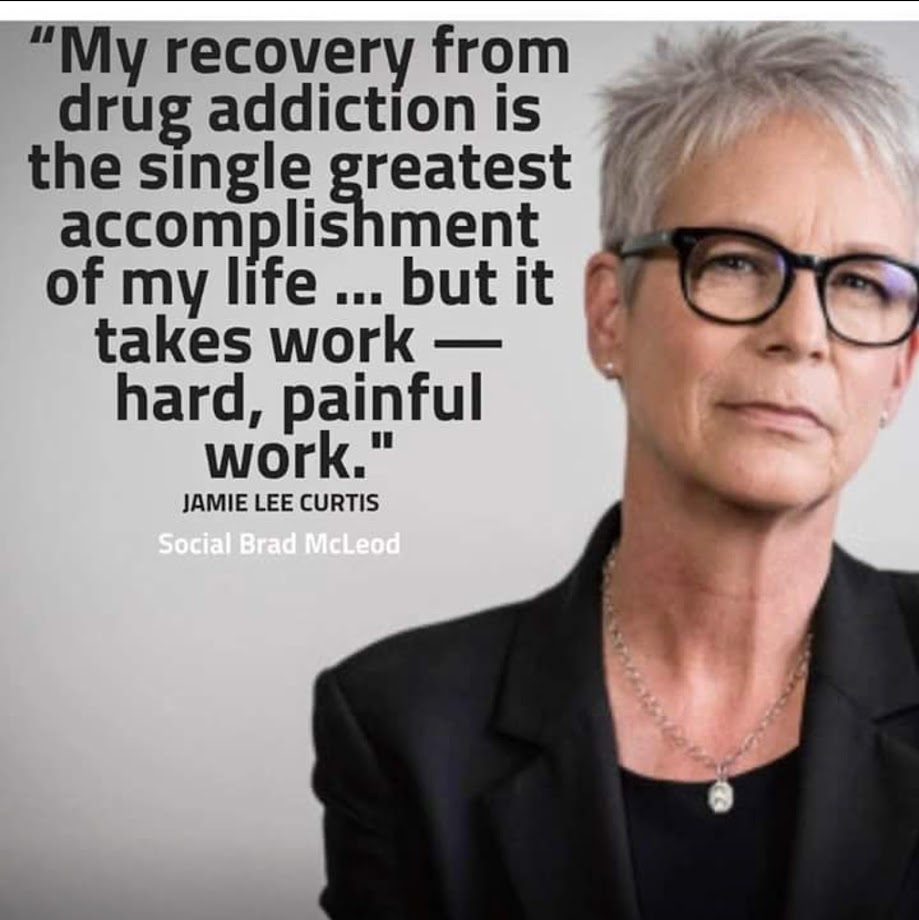 “My recovery from
drug addiction is
the single greatest
accomplishment
of my life ... but it
takes work —
hard, painful
work."
JAMIE LEE CURTIS
Social Brad McLeod